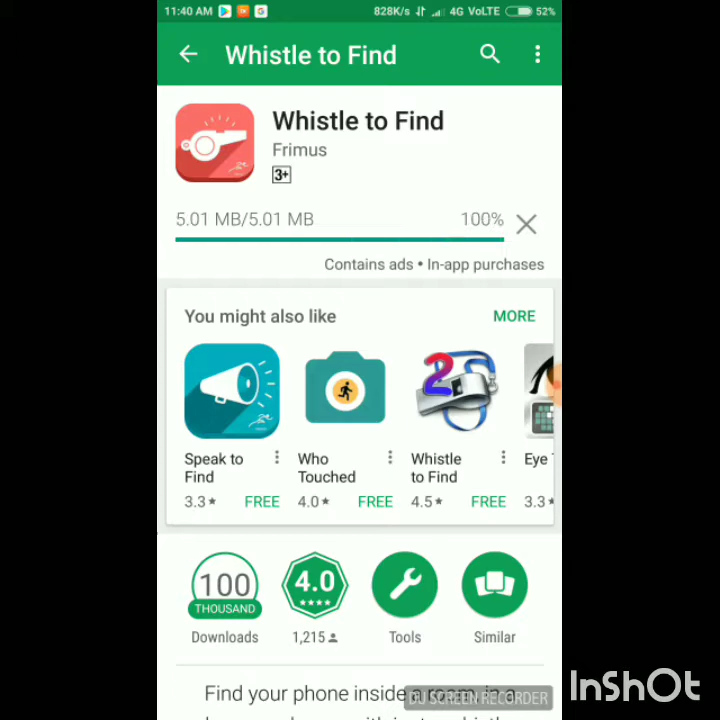 11:40 AM 828K/s 4G VoLTE 52%
Whistle to Find
Whistle to Find
Frimus
3+
5.01 MB/5.01 MB 100%
Contains ads • In-app purchases
You might also like MORE
Speak to Find
3.3★ FREE
Who Touched
4.0★ FREE
2
Whistle to Find
4.5★ FREE
Eye
3.3★
100 THOUSAND
Downloads
4.0
1,215
Tools
Similar
Find your phone inside a room, in a
DU SCREEN RECORDER
InShOt